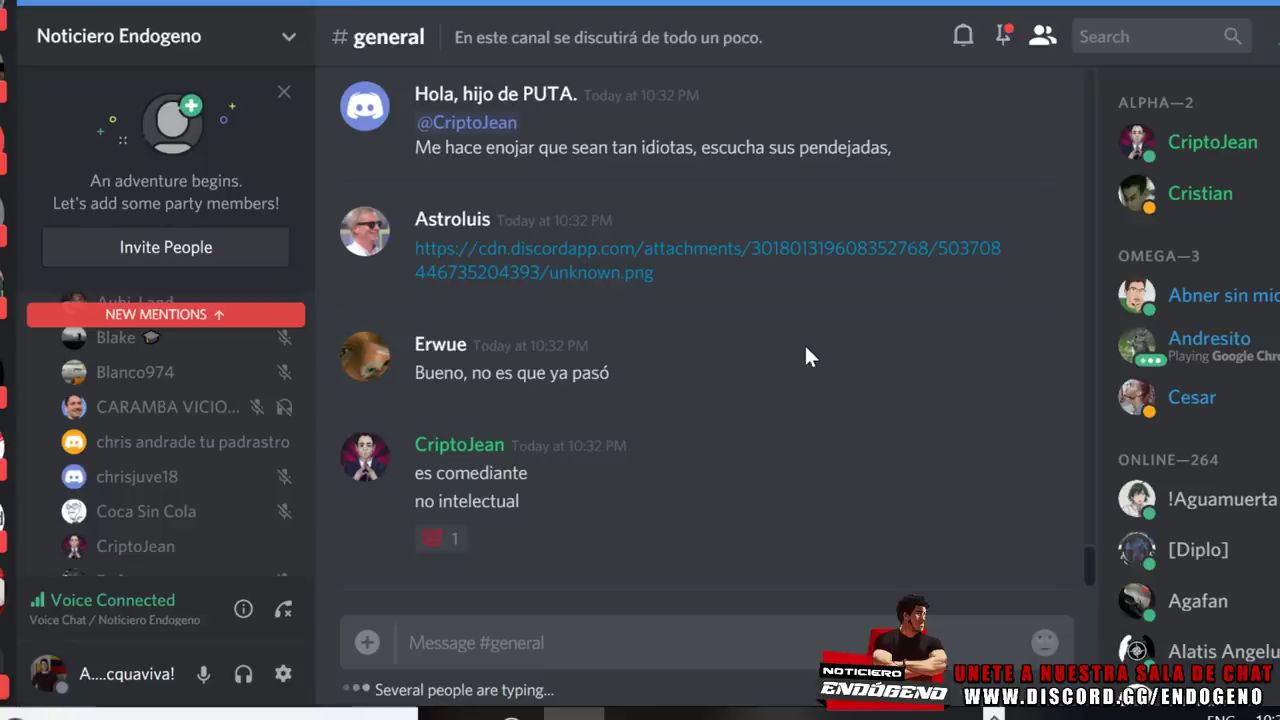 Noticiero Endogeno
# general
En este canal se discutirá de todo un poco.
Search
An adventure begins.
Let's add some party members!
Invite People
NEW MENTIONS ↑
Blake
Blanco974
CARAMBA VICIO...
chris andrade tu padrastro
chrisjuve18
Coca Sin Cola
CriptoJean
Voice Connected
Voice Chat / Noticiero Endogeno
A....cquaviva!
Hola, hijo de PUTA. Today at 10:32 PM
@CriptoJean
Me hace enojar que sean tan idiotas, escucha sus pendejadas,
Astroluis Today at 10:32 PM
https://cdn.discordapp.com/attachments/301801319608352768/503708
446735204393/unknown.png
Erwue Today at 10:32 PM
Bueno, no es que ya pasó
CriptoJean Today at 10:32 PM
es comediante
no intelectual
1
Message #general
Several people are typing...
ALPHA—2
CriptoJean
Cristian
OMEGA—3
Abner sin mic
Andresito
Playing Google Chr
Cesar
ONLINE—264
!Aguamuerta
[Diplo]
Agafan
Alatis Angelu
NOTICIERO
ENDÓGENO
UNETE A NUESTRA SALA DE CHAT
WWW.DISCORD.GG/ENDOGENO
ENG